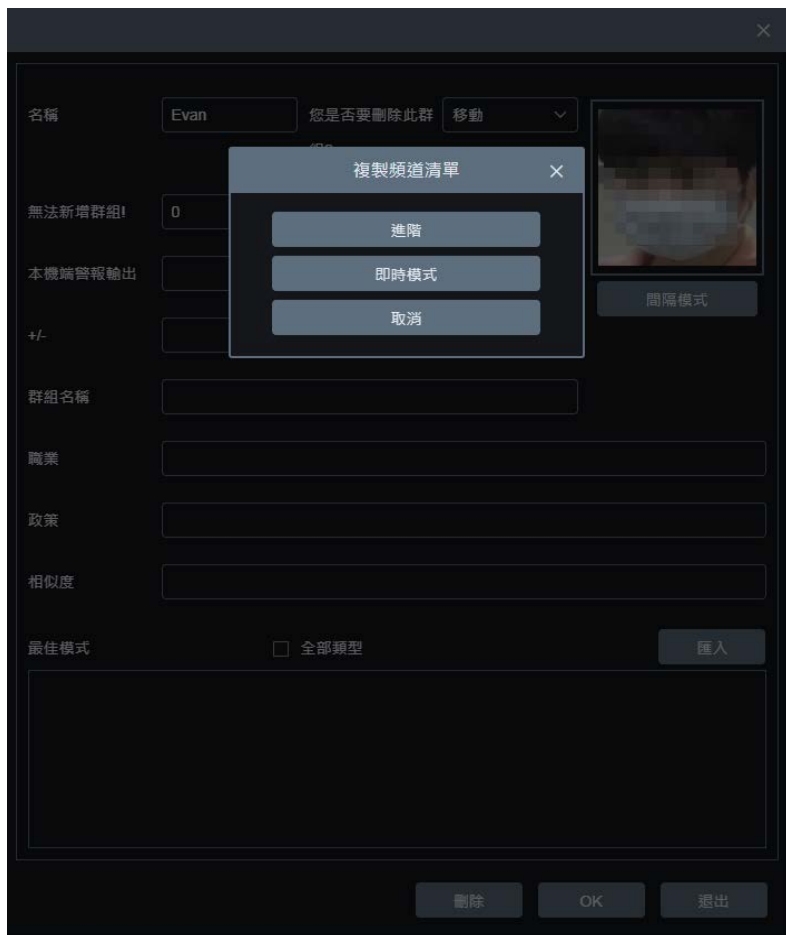 名稱
Evan
您是否要刪除此群
移動
複製頻道清單
無法新增群組!
0
進階
本機端警報輸出
即時模式
間隔模式
取消
+/-
群組名稱
職業
政策
相似度
最佳模式
全部類型
匯入
刪除
OK
退出